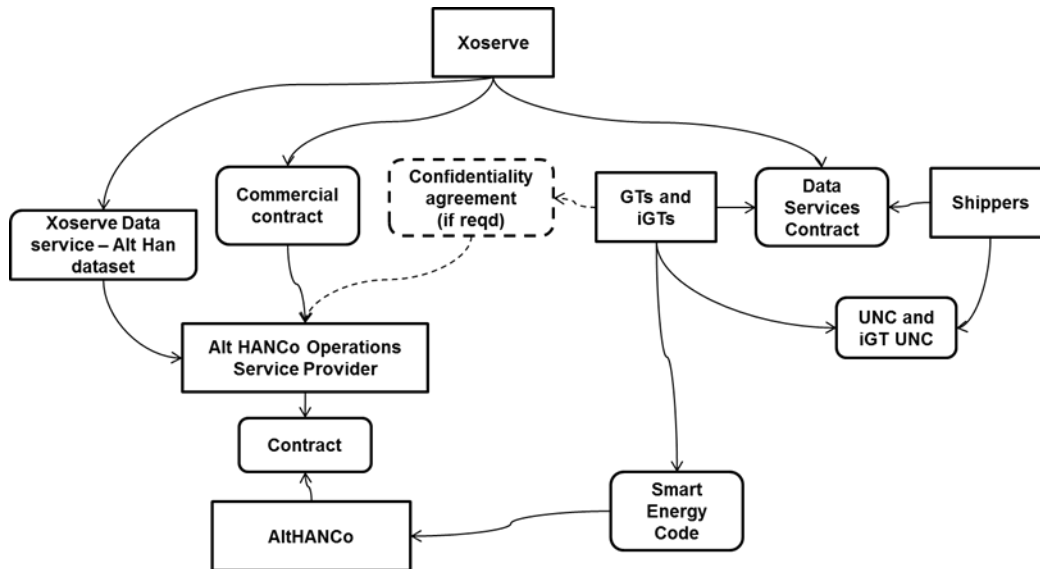 Xoserve
Commercial
contract
Confidentiality
agreement
(if reqd)
GTs and
iGTs
Data
Services
Contract
Shippers
Xoserve Data
service – Alt Han
dataset
UNC and
iGT UNC
Alt HANCo Operations
Service Provider
Contract
Smart
Energy
Code
AltHANCo